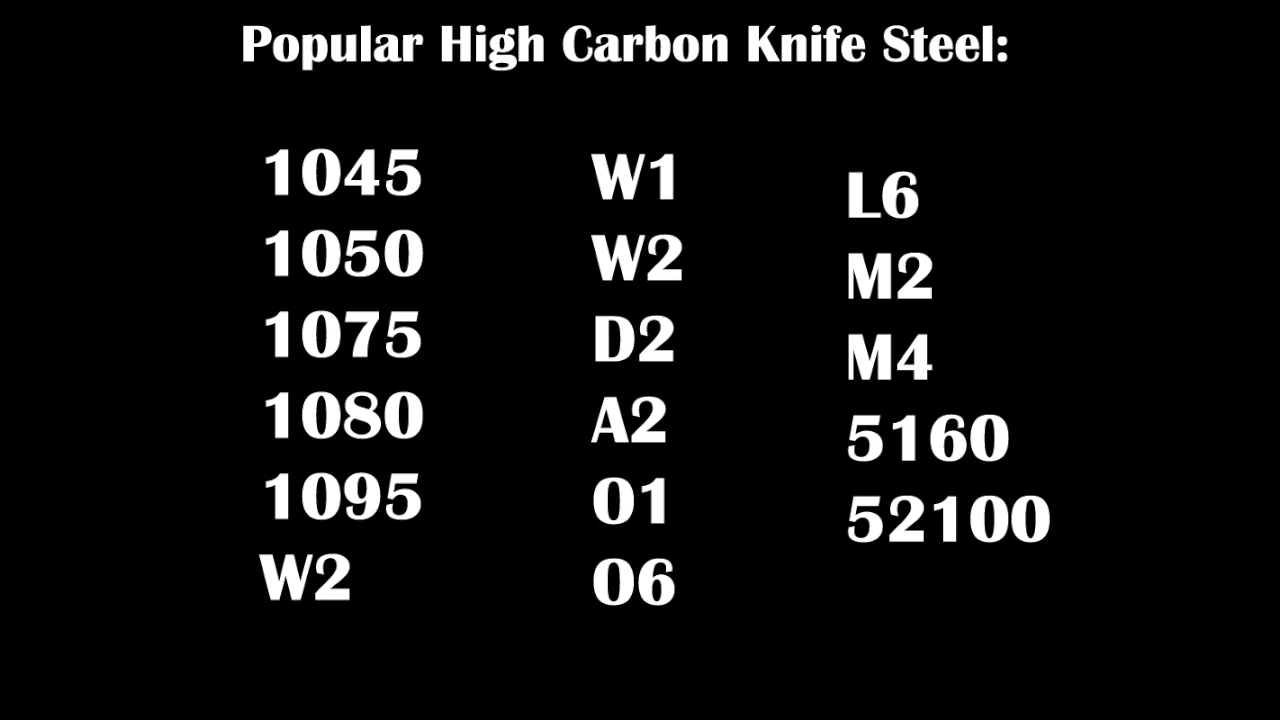 Popular High Carbon Knife Steel:
1045
1050
1075
1080
1095
W2
W1
W2
D2
A2
O1
O6
L6
M2
M4
5160
52100